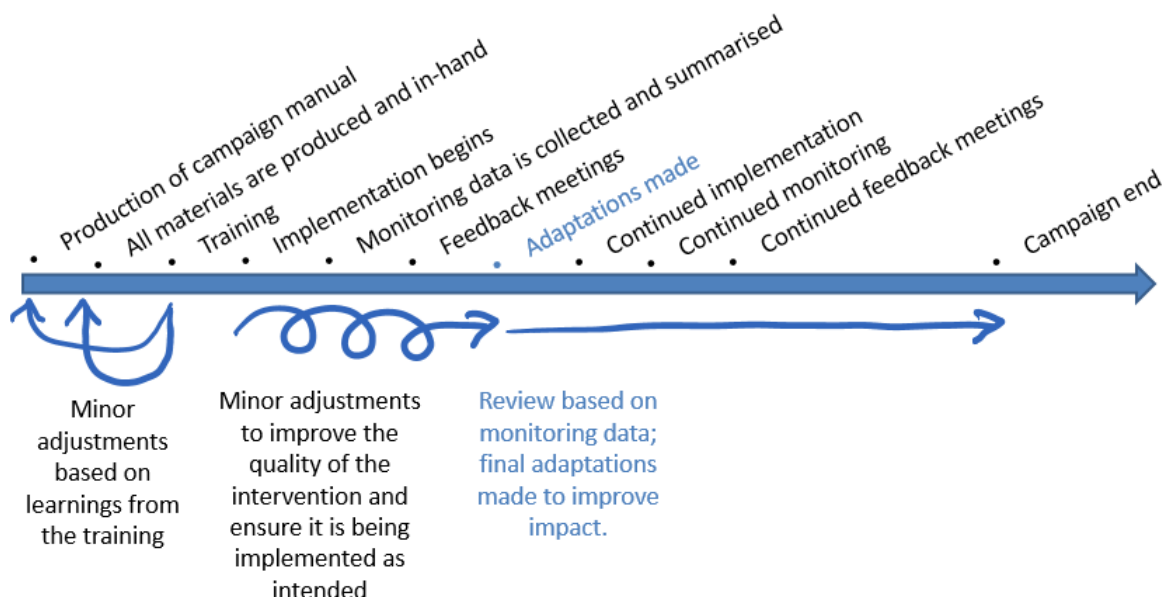 Production of campaign manual
All materials are produced and in-hand
Training
Implementation begins
Monitoring data is collected and summarised
Feedback meetings
Adaptations made
Continued implementation
Continued monitoring
Continued feedback meetings
Campaign end
Minor
adjustments
based on
learnings from
the training
Minor adjustments
to improve the
quality of the
intervention and
ensure it is being
implemented as
intended
Review based on
monitoring data;
final adaptations
made to improve
impact.